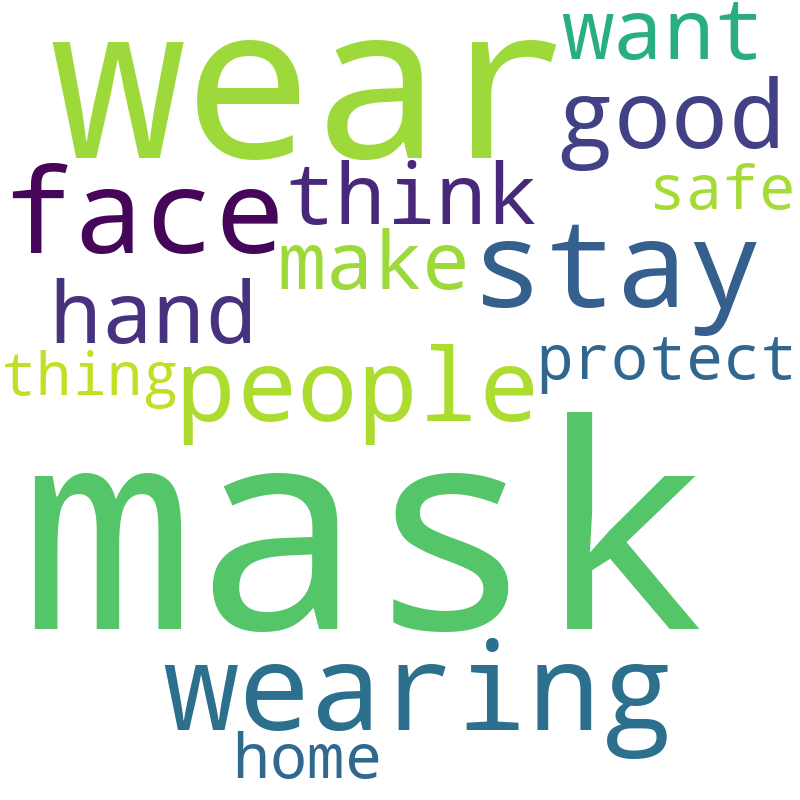 wear want
good
face think safe
make stay
hand
thing people protect
mask
wearing
home